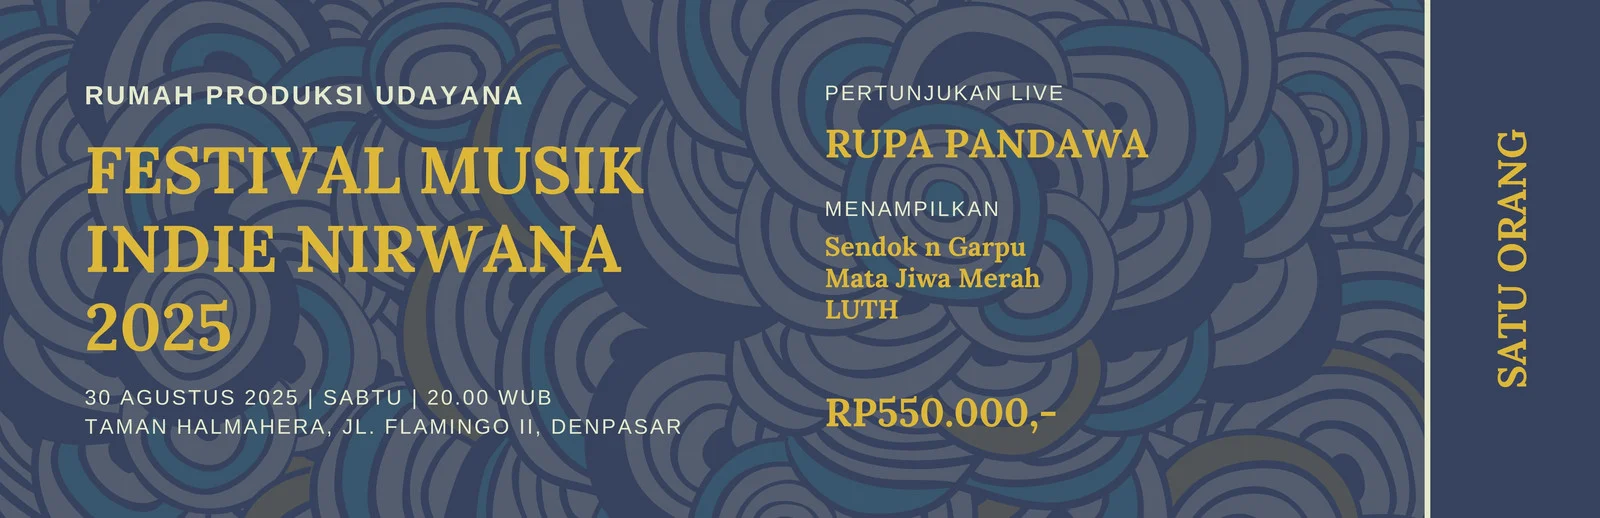 RUMAH PRODUKSI UDAYANA
FESTIVAL MUSIK
INDIE NIRWANA
2025
30 AGUSTUS 2025 | SABTU | 20.00 WUB
TAMAN HALMAHERA, JL. FLAMINGO II, DENPASAR
PERTUNJUKAN LIVE
RUPA PANDAWA
MENAMPILKAN
Sendok n Garpu
Mata Jiwa Merah
LUTH
RP550.000,-
SATU ORANG